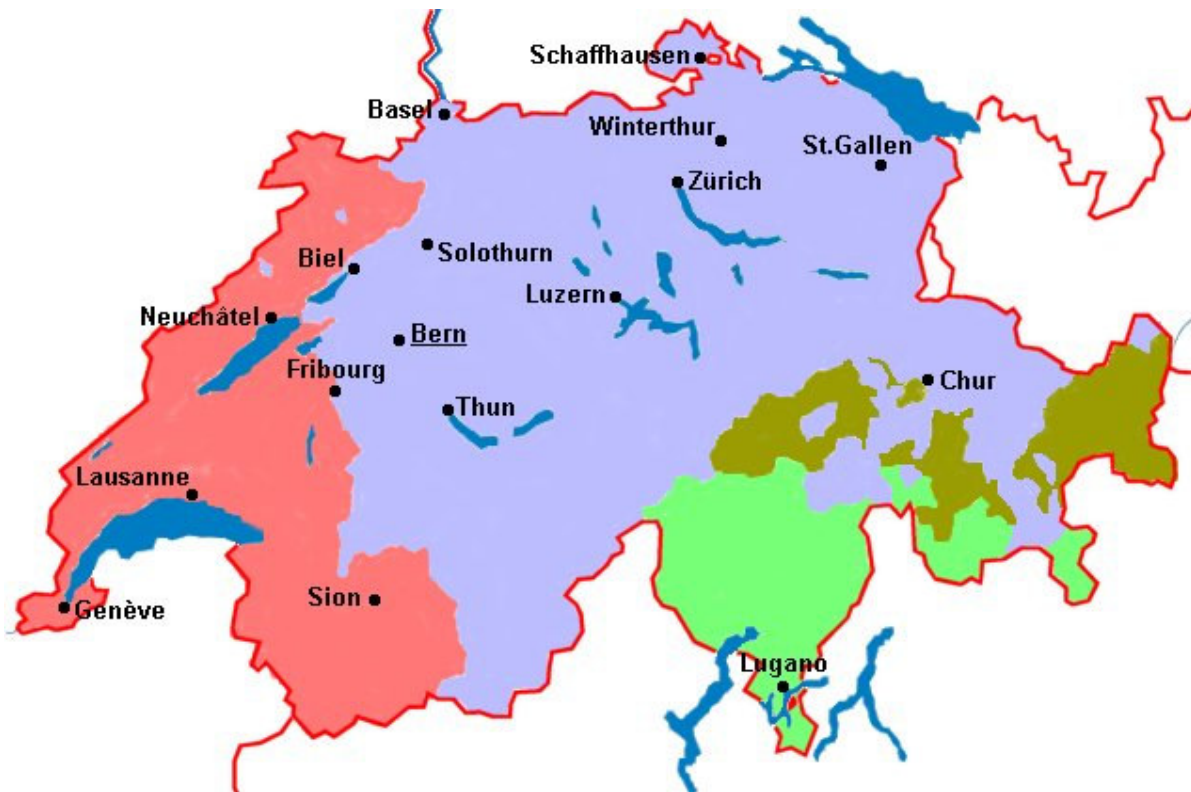 Schaffhausen
Basel
Winterthur
St.Gallen
Zürich
Solothurn
Biel
Luzern
Neuchâtel
Bern
Fribourg
Chur
Thun
Lausanne
Sion
Genève
Lugano